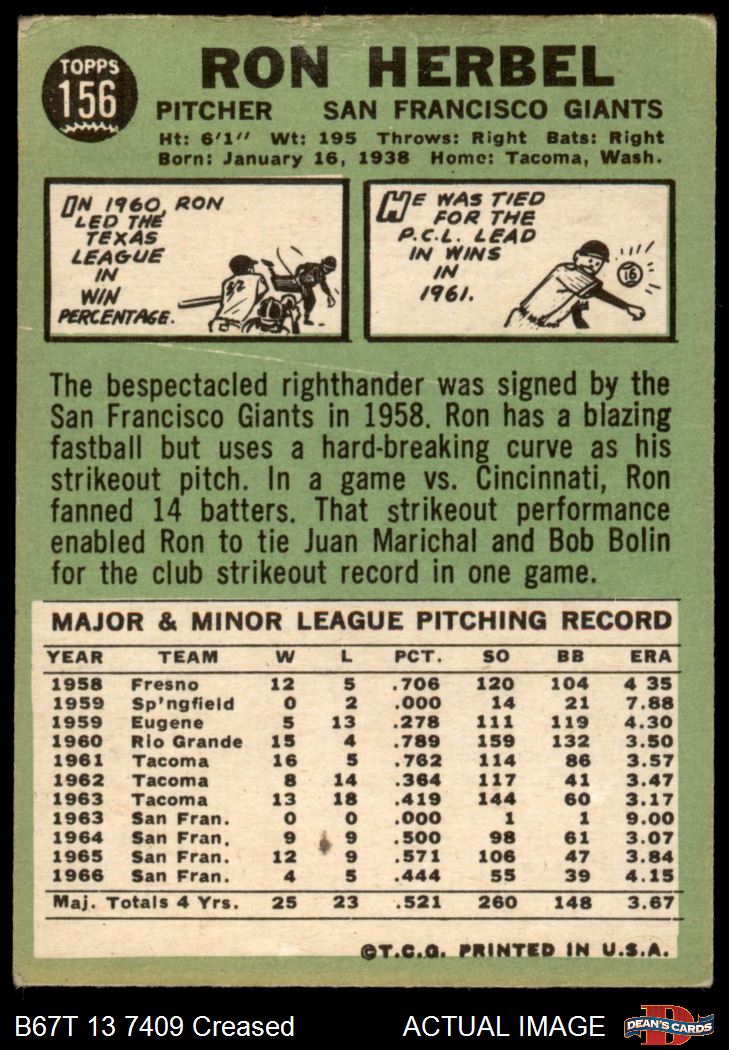 TOPPS
156
RON HERBEL
PITCHER SAN FRANCISCO GIANTS
Ht: 6'1" Wt: 195 Throws: Right Bats: Right
Born: January 16, 1938 Home: Tacoma, Wash.
IN 1960, RON
LED THE
TEXAS
LEAGUE
IN
WIN
PERCENTAGE.
HE WAS TIED
FOR THE
P.C.L. LEAD
IN WINS
IN
1961.
16
The bespectacled righthander was signed by the
San Francisco Giants in 1958. Ron has a blazing
fastball but uses a hard-breaking curve as his
strikeout pitch. In a game vs. Cincinnati, Ron
fanned 14 batters. That strikeout performance
enabled Ron to tie Juan Marichal and Bob Bolin
for the club strikeout record in one game.
MAJOR & MINOR LEAGUE PITCHING RECORD
YEAR TEAM W L PCT. SO BB ERA
1958 Fresno 12 5 .706 120 104 4 35
1959 Sp'ngfield 0 2 .000 14 21 7.88
1959 Eugene 5 13 .278 111 119 4.30
1960 Rio Grande 15 4 .789 159 132 3.50
1961 Tacoma 16 5 .762 114 86 3.57
1962 Tacoma 8 14 .364 117 41 3.47
1963 Tacoma 13 18 .419 144 60 3.17
1963 San Fran. 0 0 .000 1 1 9.00
1964 San Fran. 9 9 .500 98 61 3.07
1965 San Fran. 12 9 .571 106 47 3.84
1966 San Fran. 4 5 .444 55 39 4.15
Maj. Totals 4 Yrs. 25 23 .521 260 148 3.67
©T.C.G. PRINTED IN U.S.A.
B67T 13 7409 Creased ACTUAL IMAGE
DEAN'S CARDS